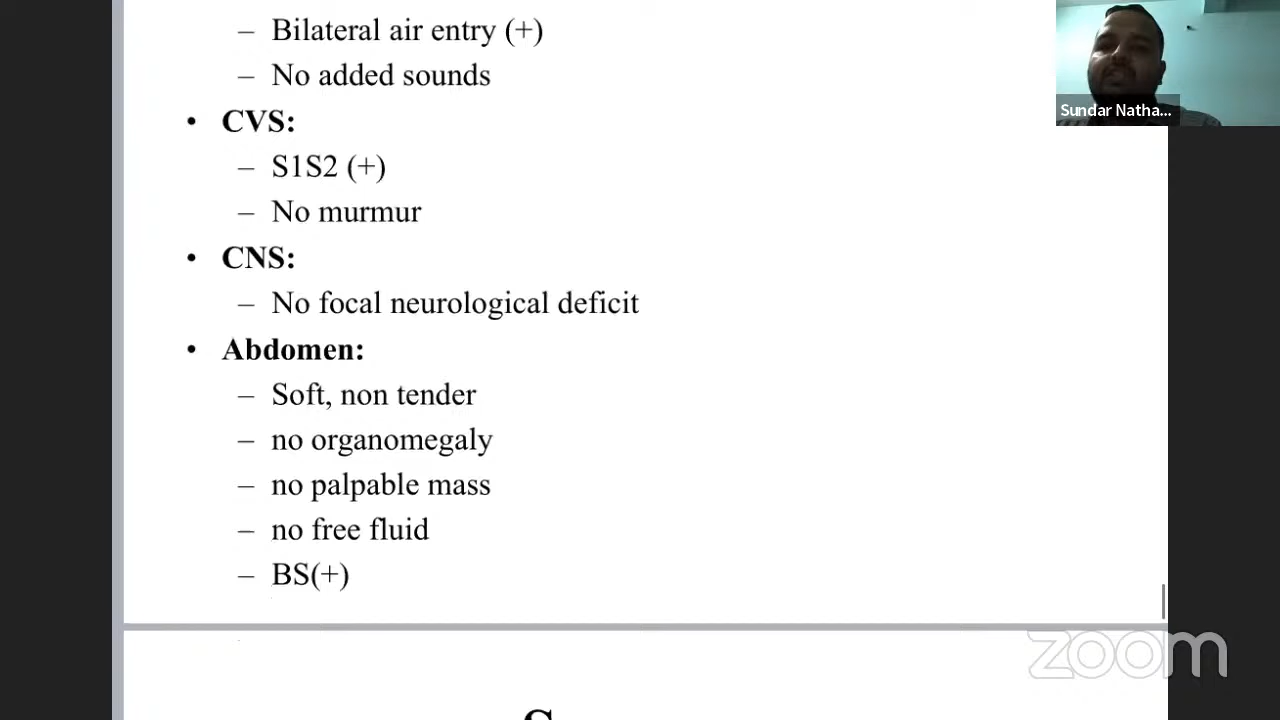 – Bilateral air entry (+)
– No added sounds
• CVS:
– S1S2 (+)
– No murmur
• CNS:
– No focal neurological deficit
• Abdomen:
– Soft, non tender
– no organomegaly
– no palpable mass
– no free fluid
– BS(+)
Sundar Natha...
zoom